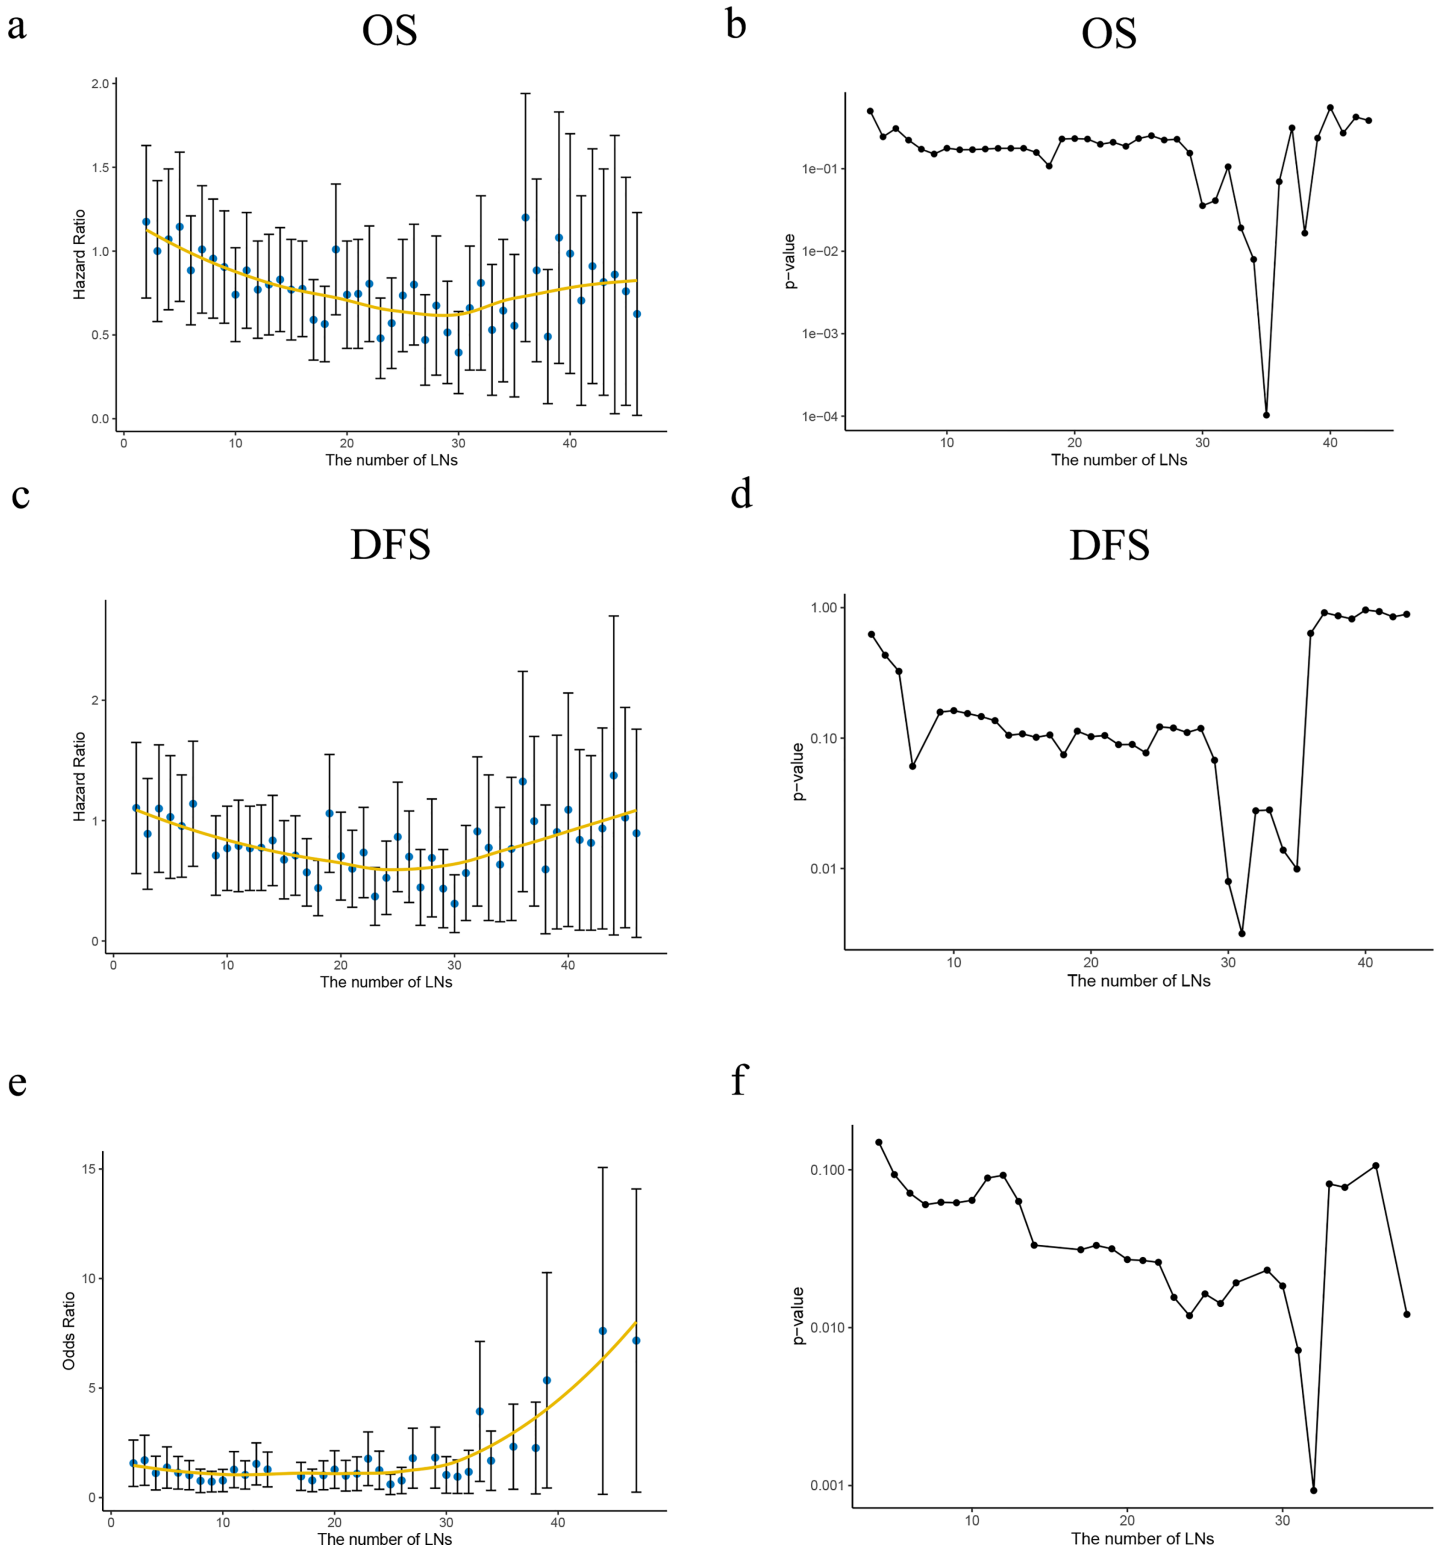 a
OS
2.0
1.5
1.0
0.5
0.0
Hazard Ratio
0 10 20 30 40
The number of LNs
b
OS
1e−01
1e−02
1e−03
1e−04
p−value
10 20 30 40
The number of LNs
c
DFS
2
1
0
Hazard Ratio
0 10 20 30 40
The number of LNs
d
DFS
1.00
0.10
0.01
p−value
10 20 30 40
The number of LNs
e
15
10
5
0
Odds Ratio
0 10 20 30 40
The number of LNs
f
0.100
0.010
0.001
p−value
10 20 30
The number of LNs